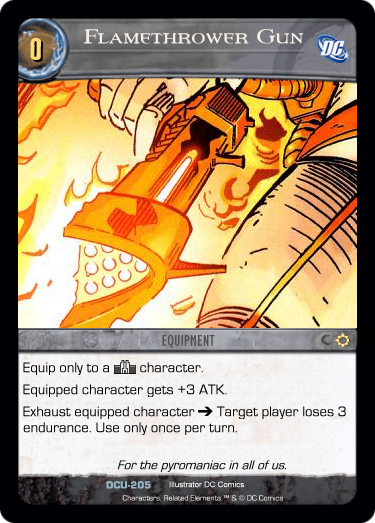 0
Flamethrower Gun
DC
EQUIPMENT
Equip only to a character.
Equipped character gets +3 ATK.
Exhaust equipped character ➔ Target player loses 3
endurance. Use only once per turn.
For the pyromaniac in all of us.
DCU-205 Illustrator DC Comics
Characters, Related Elements ™ & © DC Comics